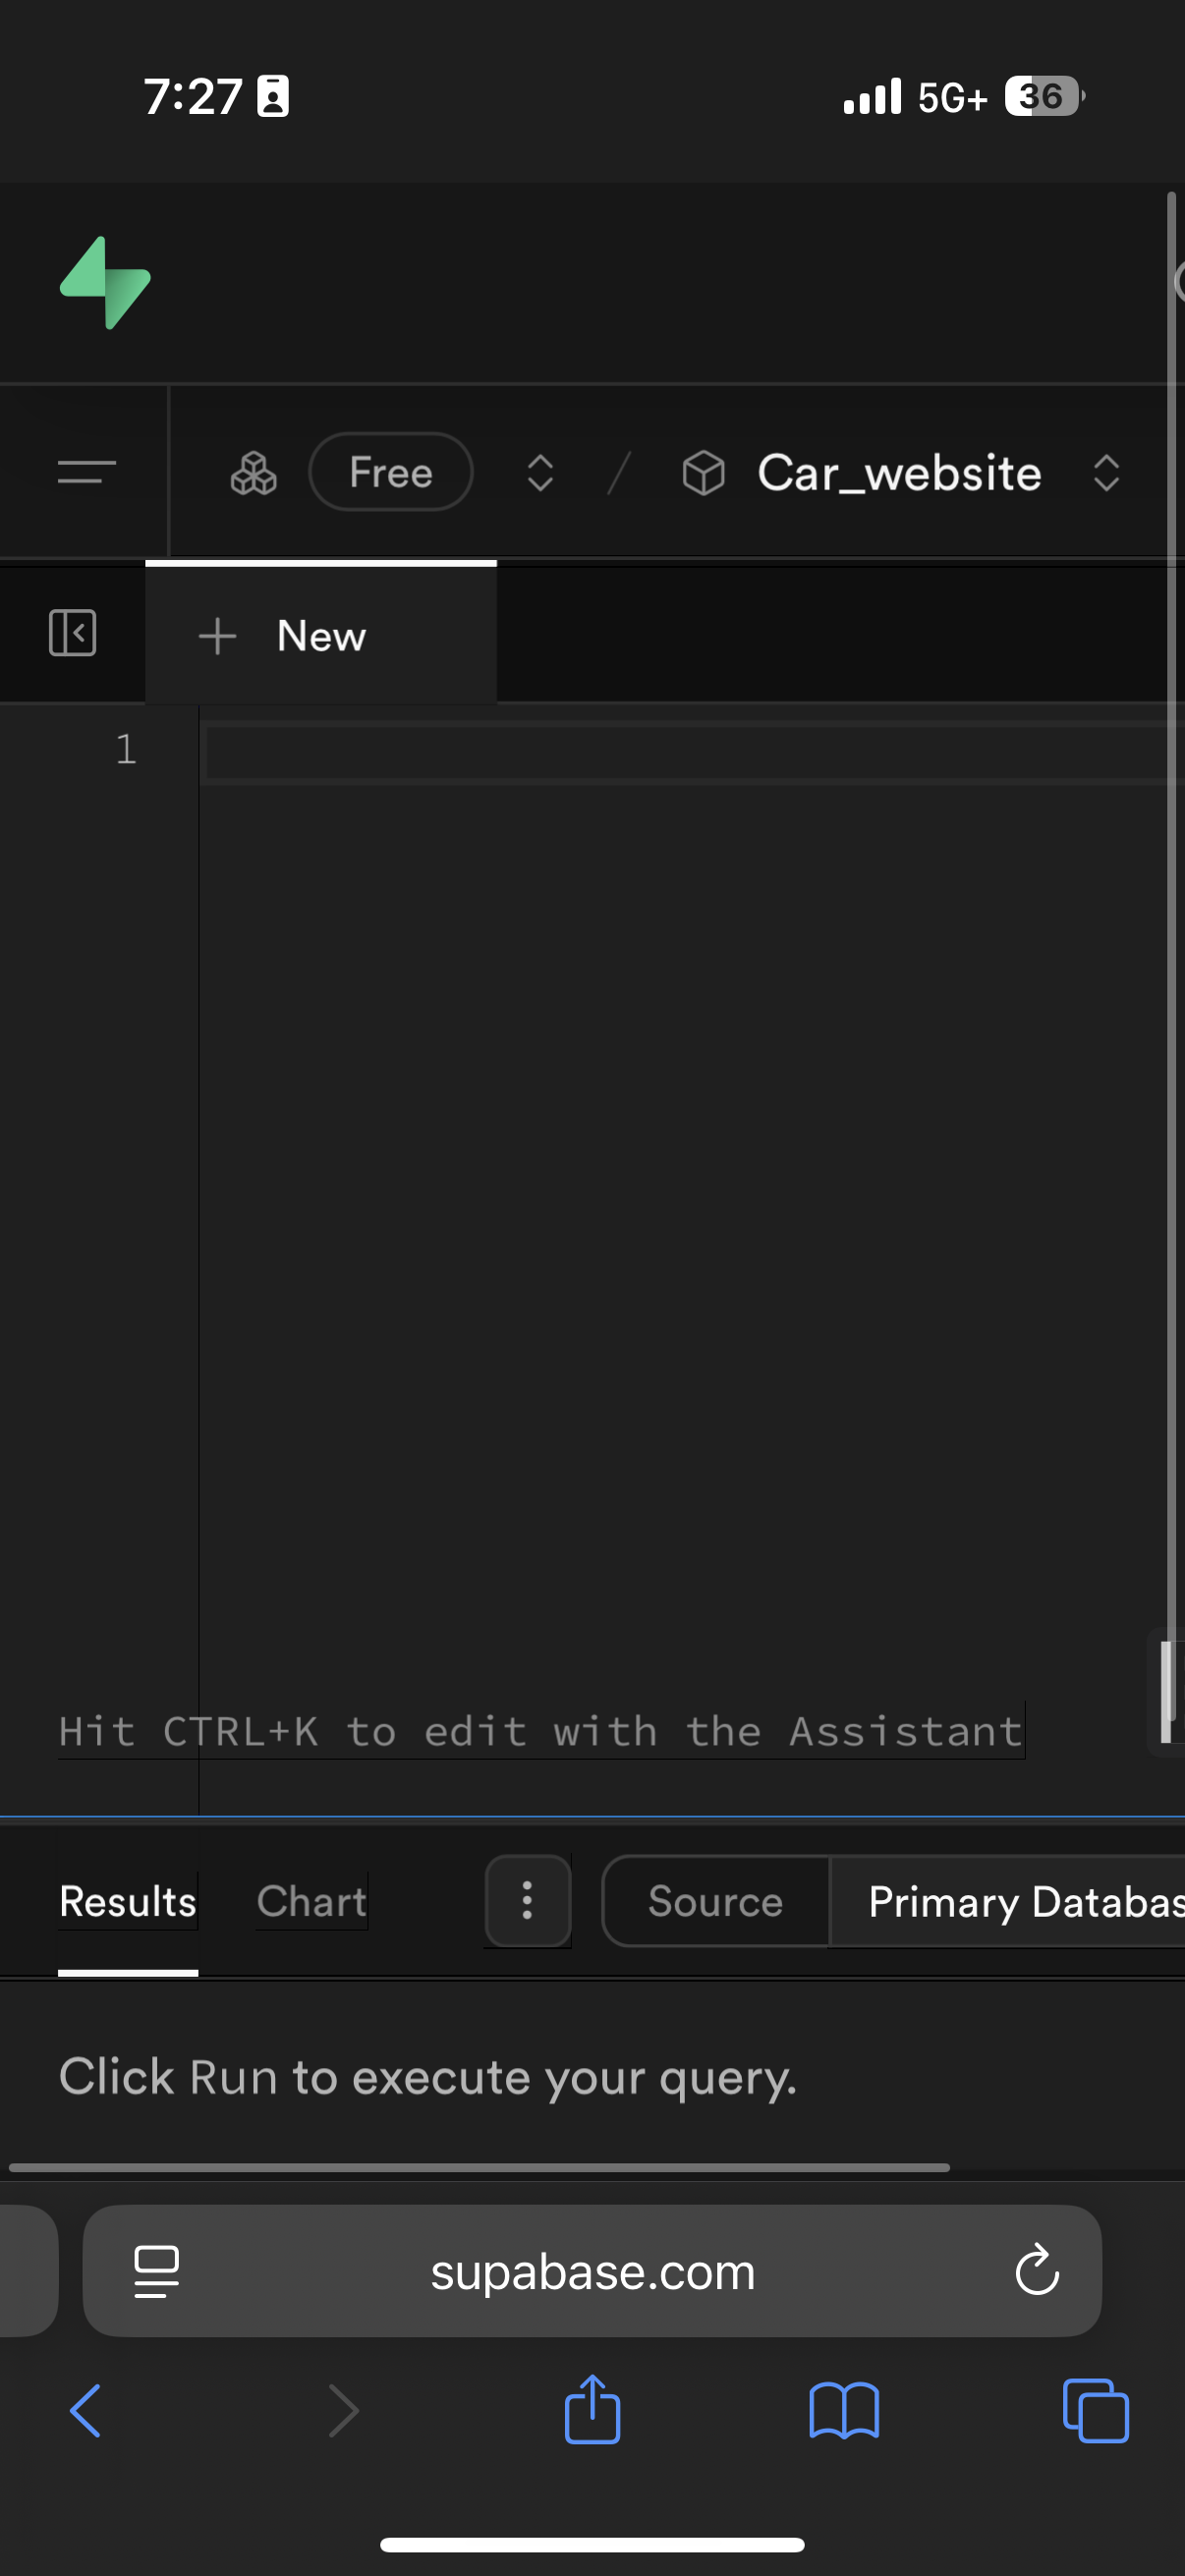 7:27
5G+ 36
Free / Car_website
New
1
Hit CTRL+K to edit with the Assistant
Results Chart Source Primary Databas
Click Run to execute your query.
supabase.com